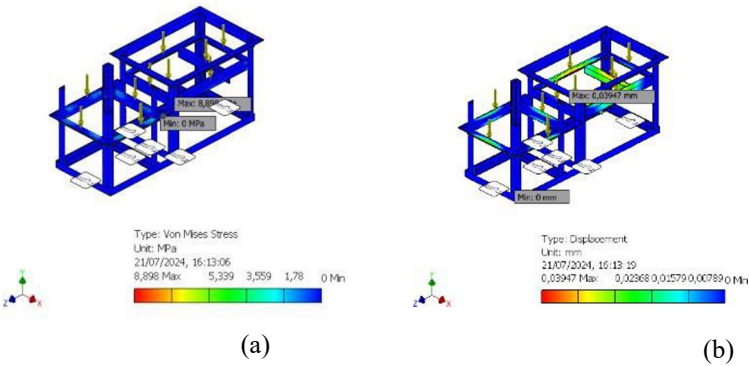 Max: 8,898
Min: 0 MPa
Type: Von Mises Stress
Unit: MPa
21/07/2024, 16:13:06
8,898 Max 5,339 3,559 1,78 0 Min
Y
Z X
(a)
Max: 0,03947 mm
Min: 0 mm
Type: Displacement
Unit: mm
21/07/2024, 16:13:19
0,03947 Max 0,02368 0,01579 0,00789 0 Min
Y
Z X
(b)